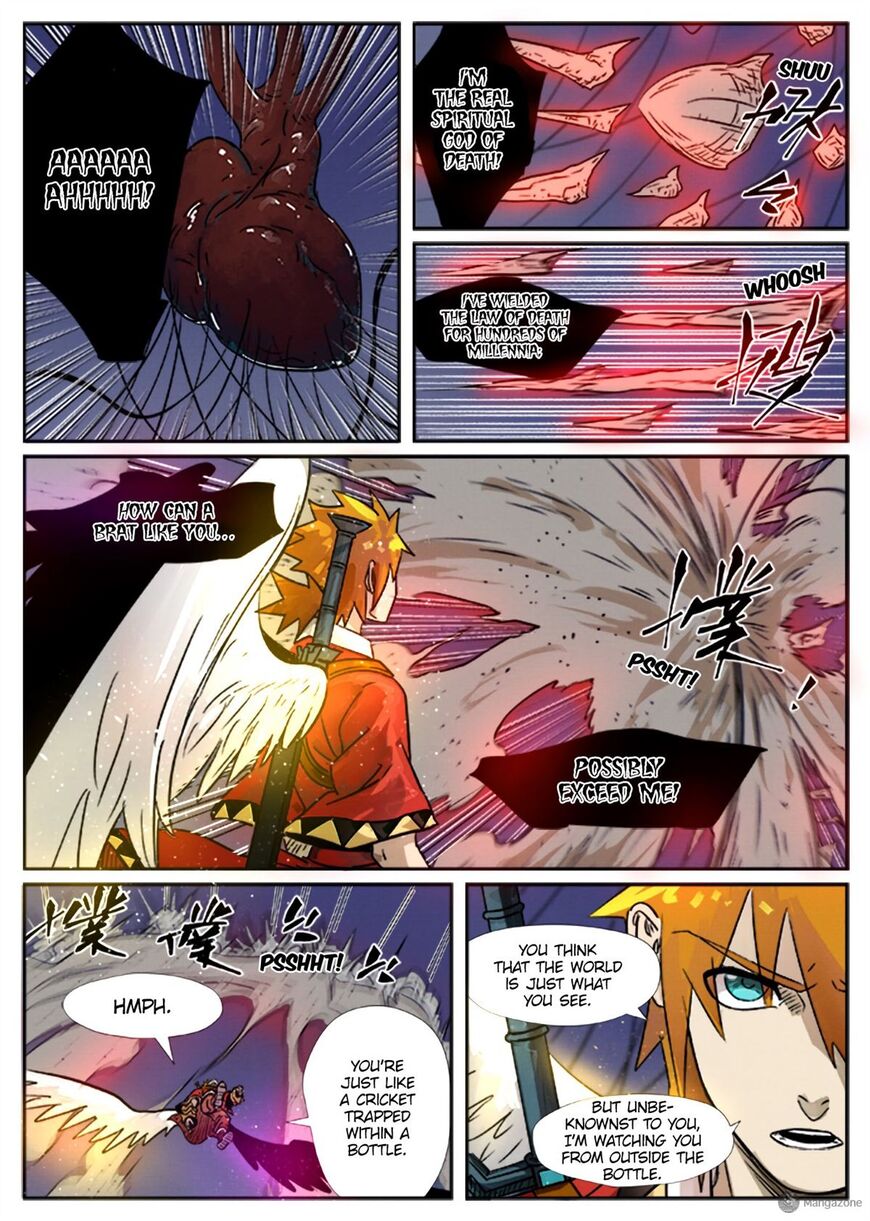 AAAAAA
AHHHHH!
I'M
THE REAL
SPIRITUAL
GOD OF
DEATH!
SHUU
I'VE WIELDED
THE LAW OF DEATH
FOR HUNDREDS OF
MILLENNIA:
WHOOSH
HOW CAN A
BRAT LIKE YOU...
噗
PSSHT!
POSSIBLY
EXCEED ME!
噗 噗
PSSHHT!
HMPH.
YOU'RE
JUST LIKE
A CRICKET
TRAPPED
WITHIN A
BOTTLE.
YOU THINK
THAT THE WORLD
IS JUST WHAT
YOU SEE.
BUT UNBE-
KNOWNST TO YOU,
I'M WATCHING YOU
FROM OUTSIDE THE
BOTTLE.
Mangazone